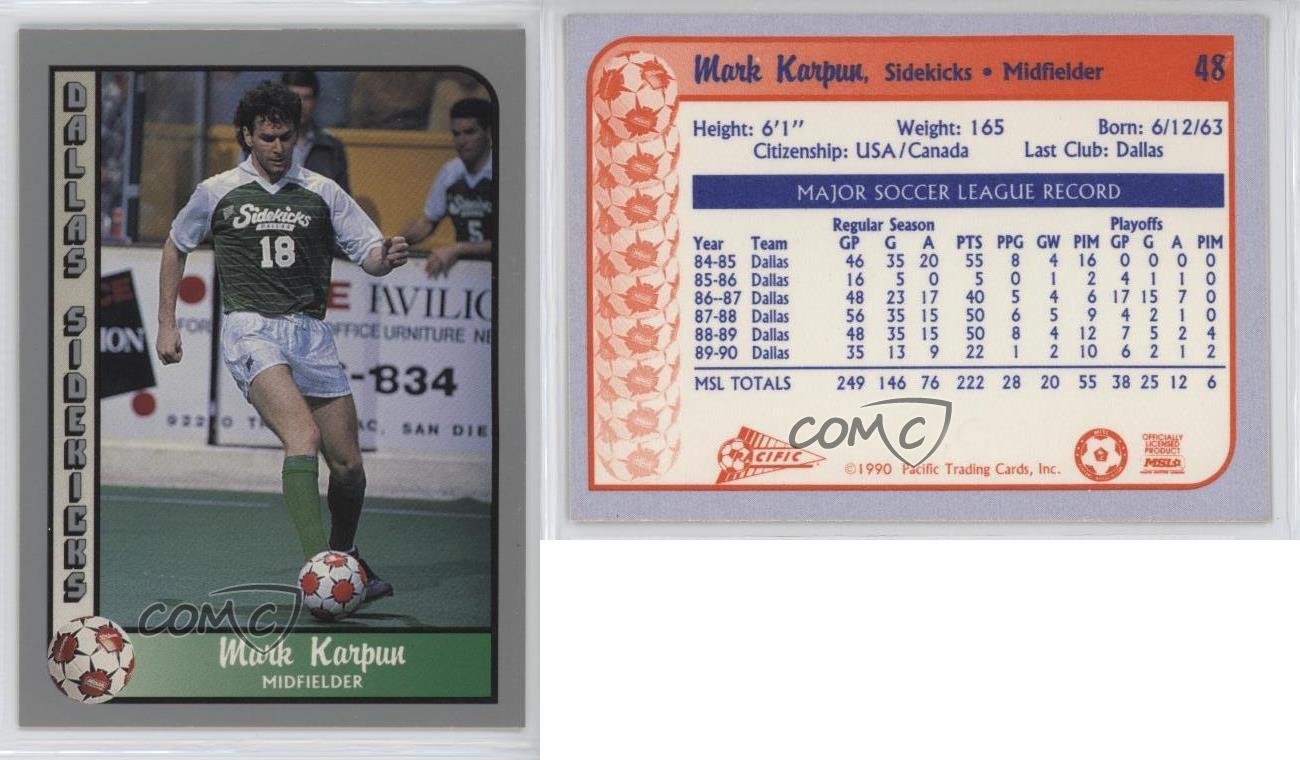 DALLAS SIDEKICKS
Sidekicks
DALLAS
18
Sidekicks
5
CE
ION
FOR
E PAVILIO
OFFICE FURNITURE NE
-834
SAN DIE
COMC
Mark Karpun
MIDFIELDER
Mark Karpun, Sidekicks • Midfielder 48
Height: 6'1" Weight: 165 Born: 6/12/63
Citizenship: USA/Canada Last Club: Dallas
MAJOR SOCCER LEAGUE RECORD
Regular Season Playoffs
Year Team GP G A PTS PPG GW PIM GP G A PIM
84-85 Dallas 46 35 20 55 8 4 16 0 0 0 0
85-86 Dallas 16 5 0 5 0 1 2 4 1 1 0
86--87 Dallas 48 23 17 40 5 4 6 17 15 7 0
87-88 Dallas 56 35 15 50 6 5 9 4 2 1 0
88-89 Dallas 48 35 15 50 8 4 12 7 5 2 4
89-90 Dallas 35 13 9 22 1 2 10 6 2 1 2
MSL TOTALS 249 146 76 222 28 20 55 38 25 12 6
COMC
PACIFIC
©1990 Pacific Trading Cards, Inc.
OFFICIALLY
LICENSED
PRODUCT
MSL